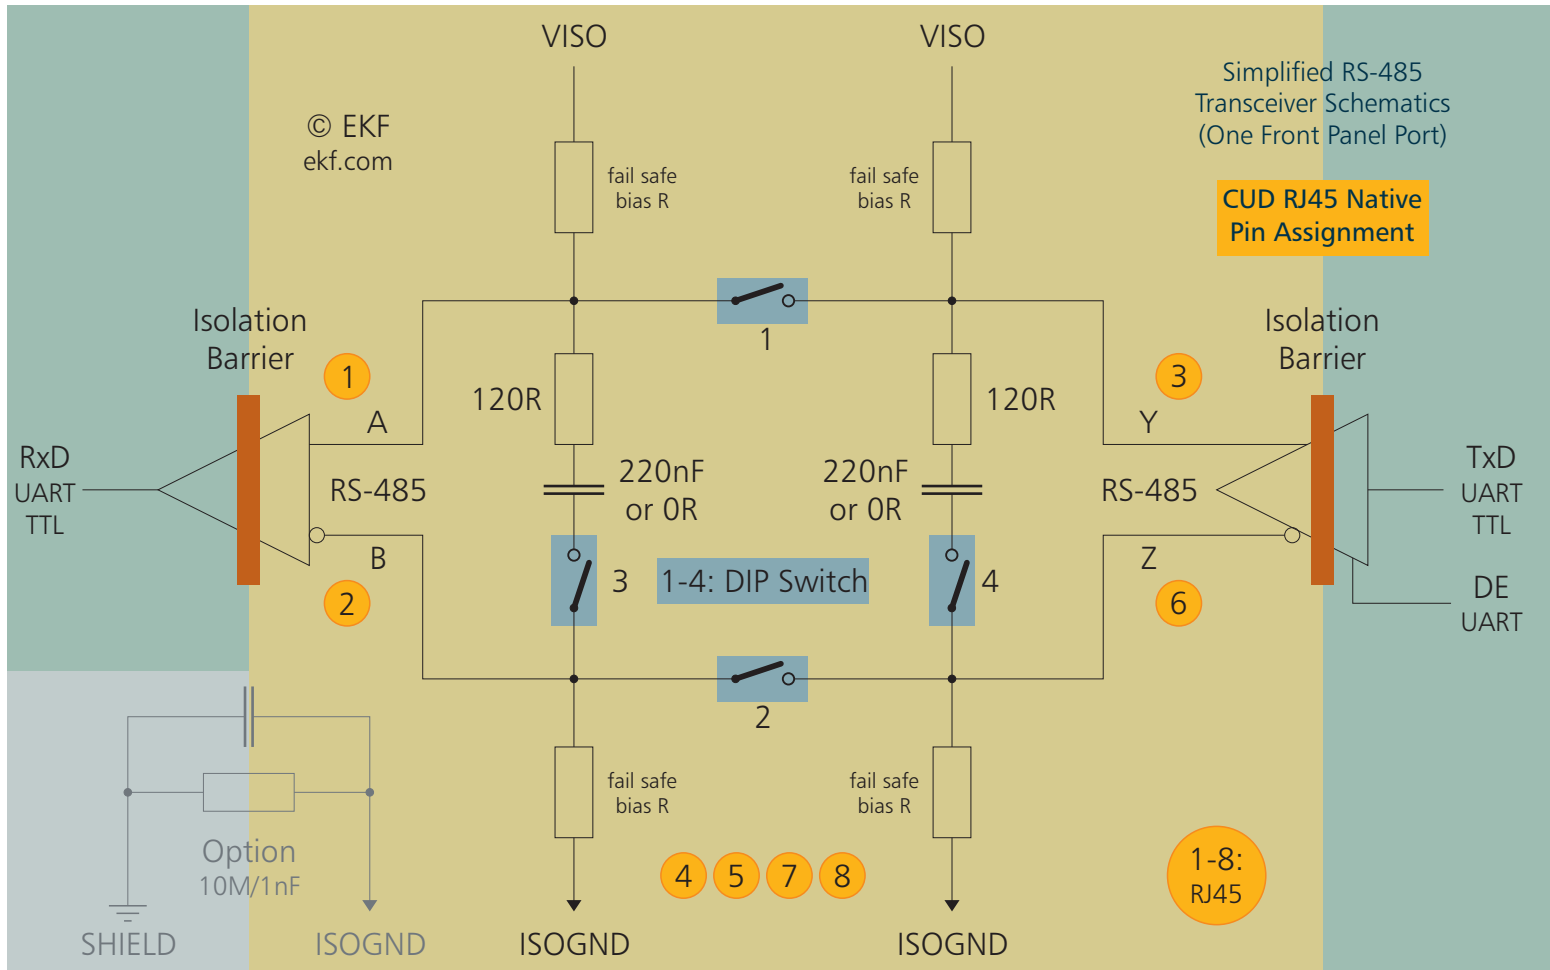 VISO
VISO
© EKF
ekf.com
Simplified RS-485
Transceiver Schematics
(One Front Panel Port)
CUD RJ45 Native
Pin Assignment
fail safe
bias R
fail safe
bias R
Isolation
Barrier
1
Isolation
Barrier
1
3
120R
120R
A
Y
RxD
UART
TTL
RS-485
220nF
or 0R
220nF
or 0R
RS-485
TxD
UART
TTL
B
Z
3
1-4: DIP Switch
4
2
6
DE
UART
2
fail safe
bias R
fail safe
bias R
Option
10M/1nF
4
5
7
8
1-8:
RJ45
SHIELD
ISOGND
ISOGND
ISOGND